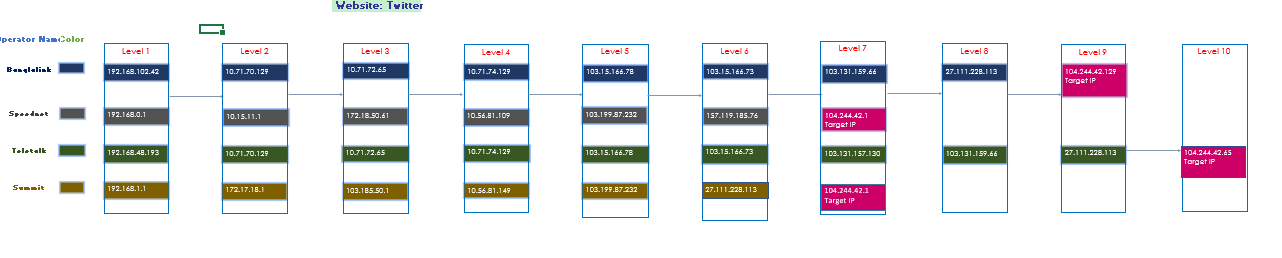 Website: Twitter
Operator Name Color
Level 1 Level 2 Level 3 Level 4 Level 5 Level 6 Level 7 Level 8 Level 9 Level 10
Banglalink 192.168.102.42 10.71.70.129 10.71.72.65 10.71.74.129 103.15.166.78 103.15.166.73 103.131.159.66 27.111.228.113 104.244.42.129
Target IP
Speednet 192.168.0.1 10.15.11.1 172.18.50.61 10.56.81.109 103.199.87.232 157.119.185.76 104.244.42.1
Target IP
Teletalk 192.168.48.193 10.71.70.129 10.71.72.65 10.71.74.129 103.15.166.78 103.15.166.73 103.131.157.130 103.131.159.66 27.111.228.113 104.244.42.65
Target IP
Summit 192.168.1.1 172.17.18.1 103.185.50.1 10.56.81.149 103.199.87.232 27.111.228.113 104.244.42.1
Target IP